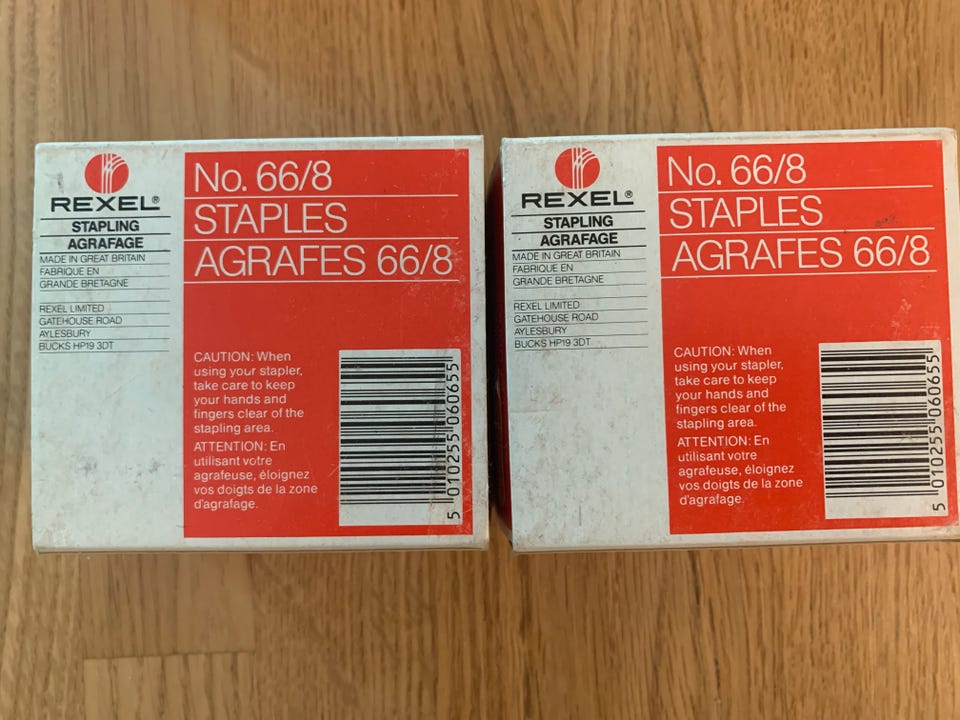 REXEL®
STAPLING
AGRAFAGE
MADE IN GREAT BRITAIN
FABRIQUE EN
GRANDE BRETAGNE
REXEL LIMITED
GATEHOUSE ROAD
AYLESBURY
BUCKS HP19 3DT
No. 66/8
STAPLES
AGRAFES 66/8
CAUTION: When
using your stapler,
take care to keep
your hands and
fingers clear of the
stapling area.
ATTENTION: En
utilisant votre
agrafeuse, éloignez
vos doigts de la zone
d'agrafage.
5 010255 060655
REXEL®
STAPLING
AGRAFAGE
MADE IN GREAT BRITAIN
FABRIQUE EN
GRANDE BRETAGNE
REXEL LIMITED
GATEHOUSE ROAD
AYLESBURY
BUCKS HP19 3DT
No. 66/8
STAPLES
AGRAFES 66/8
CAUTION: When
using your stapler,
take care to keep
your hands and
fingers clear of the
stapling area.
ATTENTION: En
utilisant votre
agrafeuse, éloignez
vos doigts de la zone
d'agrafage.
5 010255 060655